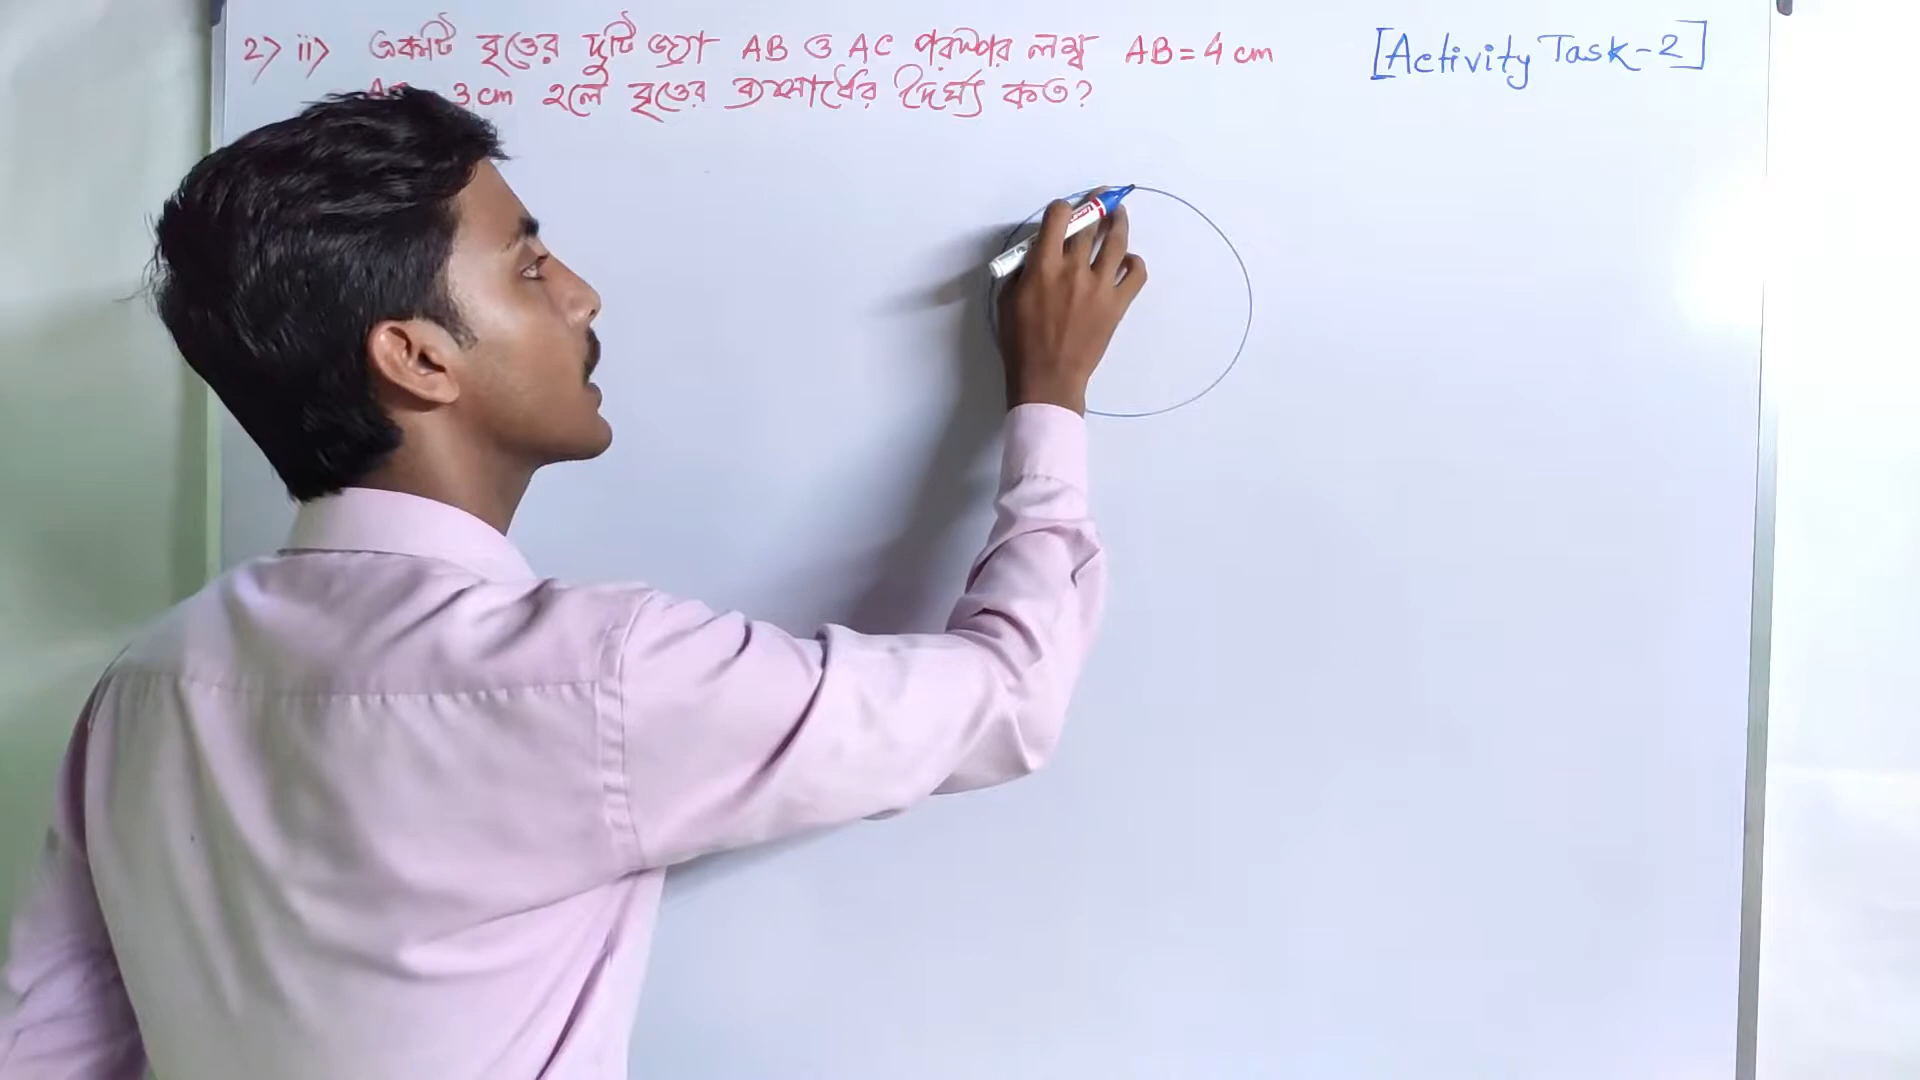 2> ii> একটি বৃত্তের দুটি জ্যা AB ও AC পরস্পর লম্ব AB = 4 cm
3 cm হলে বৃত্তের ব্যাসার্ধের দৈর্ঘ্য কত?
[Activity Task-2]